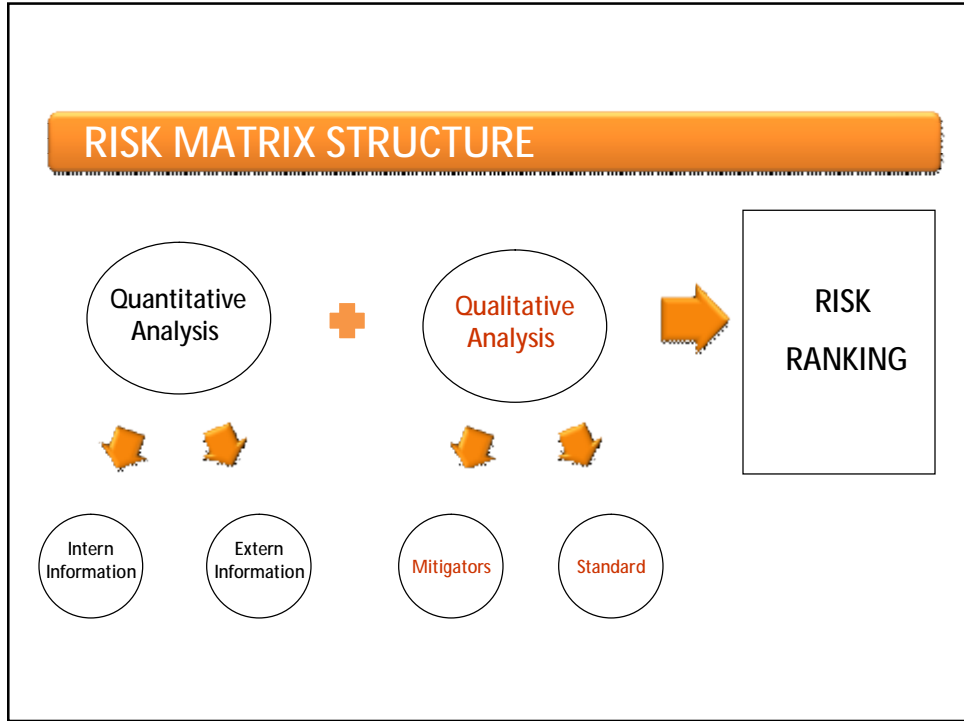 RISK MATRIX STRUCTURE
Quantitative
Analysis
Qualitative
Analysis
RISK
RANKING
Intern
Information
Extern
Information
Mitigators
Standard